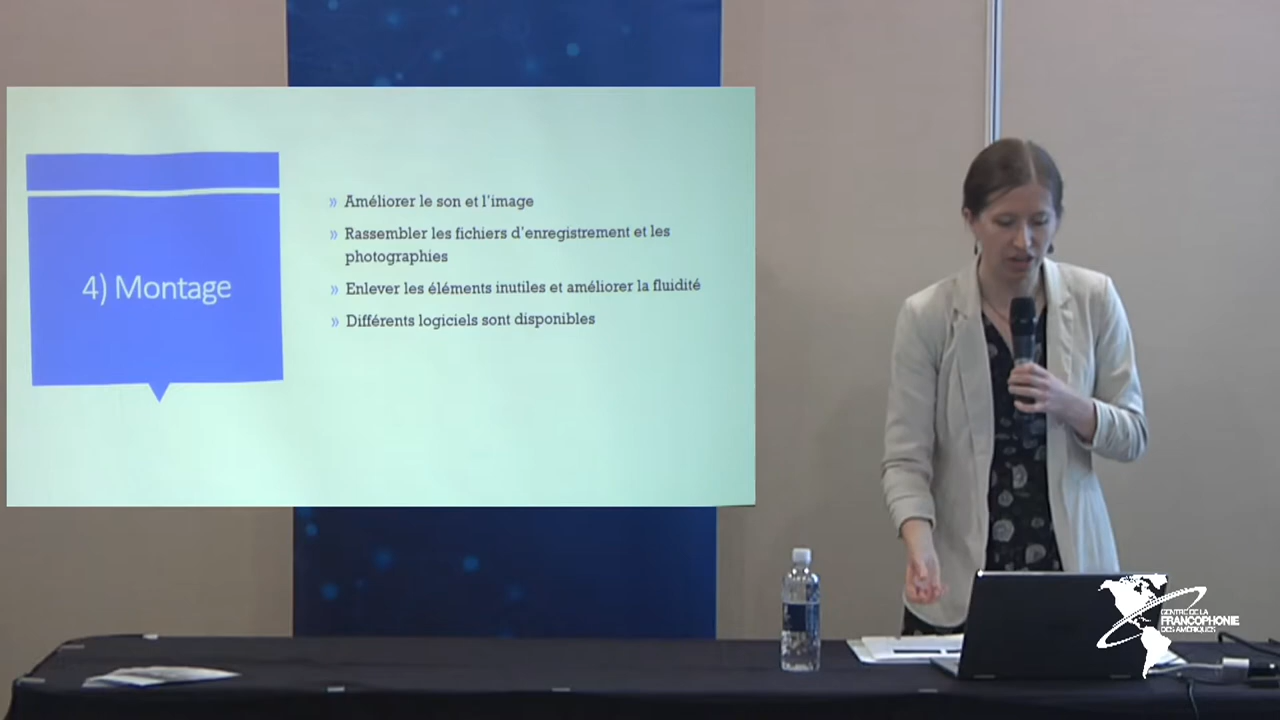 4) Montage
» Améliorer le son et l'image
» Rassembler les fichiers d'enregistrement et les
photographies
» Enlever les éléments inutiles et améliorer la fluidité
» Différents logiciels sont disponibles
CENTRE DE LA
FRANCOPHONIE
DES AMÉRIQUES